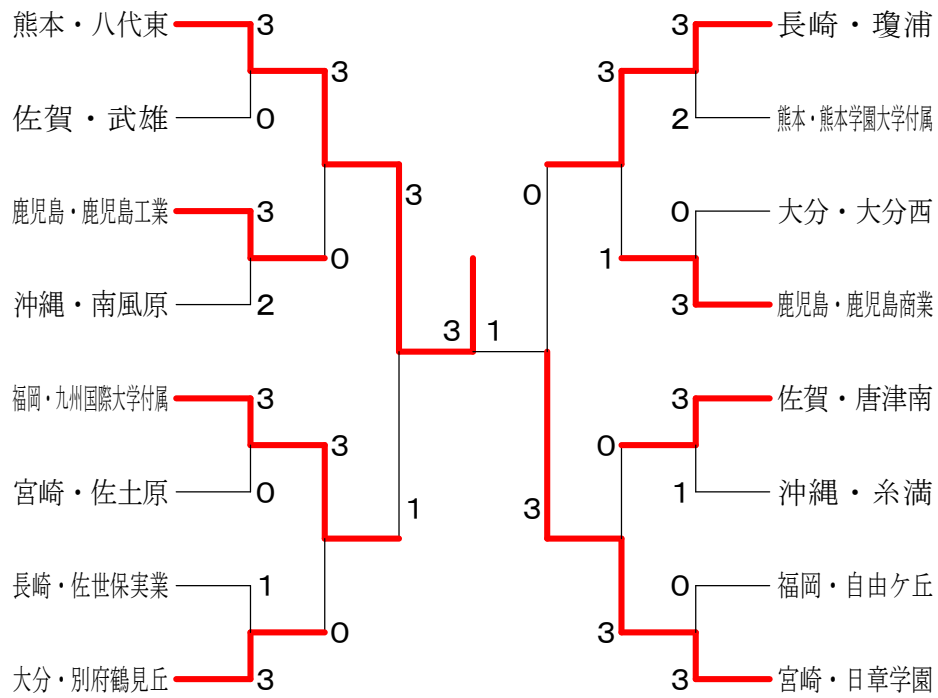 熊本・八代東
3
3
佐賀・武雄
0
3
鹿児島・鹿児島工業
3
0
沖縄・南風原
2
3
福岡・九州国際大学付属
3
3
宮崎・佐土原
0
1
長崎・佐世保実業
1
0
大分・別府鶴見丘
3
1
3
長崎・瓊浦
3
2
熊本・熊本学園大学付属
0
0
大分・大分西
1
3
鹿児島・鹿児島商業
3
佐賀・唐津南
0
1
沖縄・糸満
3
0
福岡・自由ケ丘
3
3
宮崎・日章学園